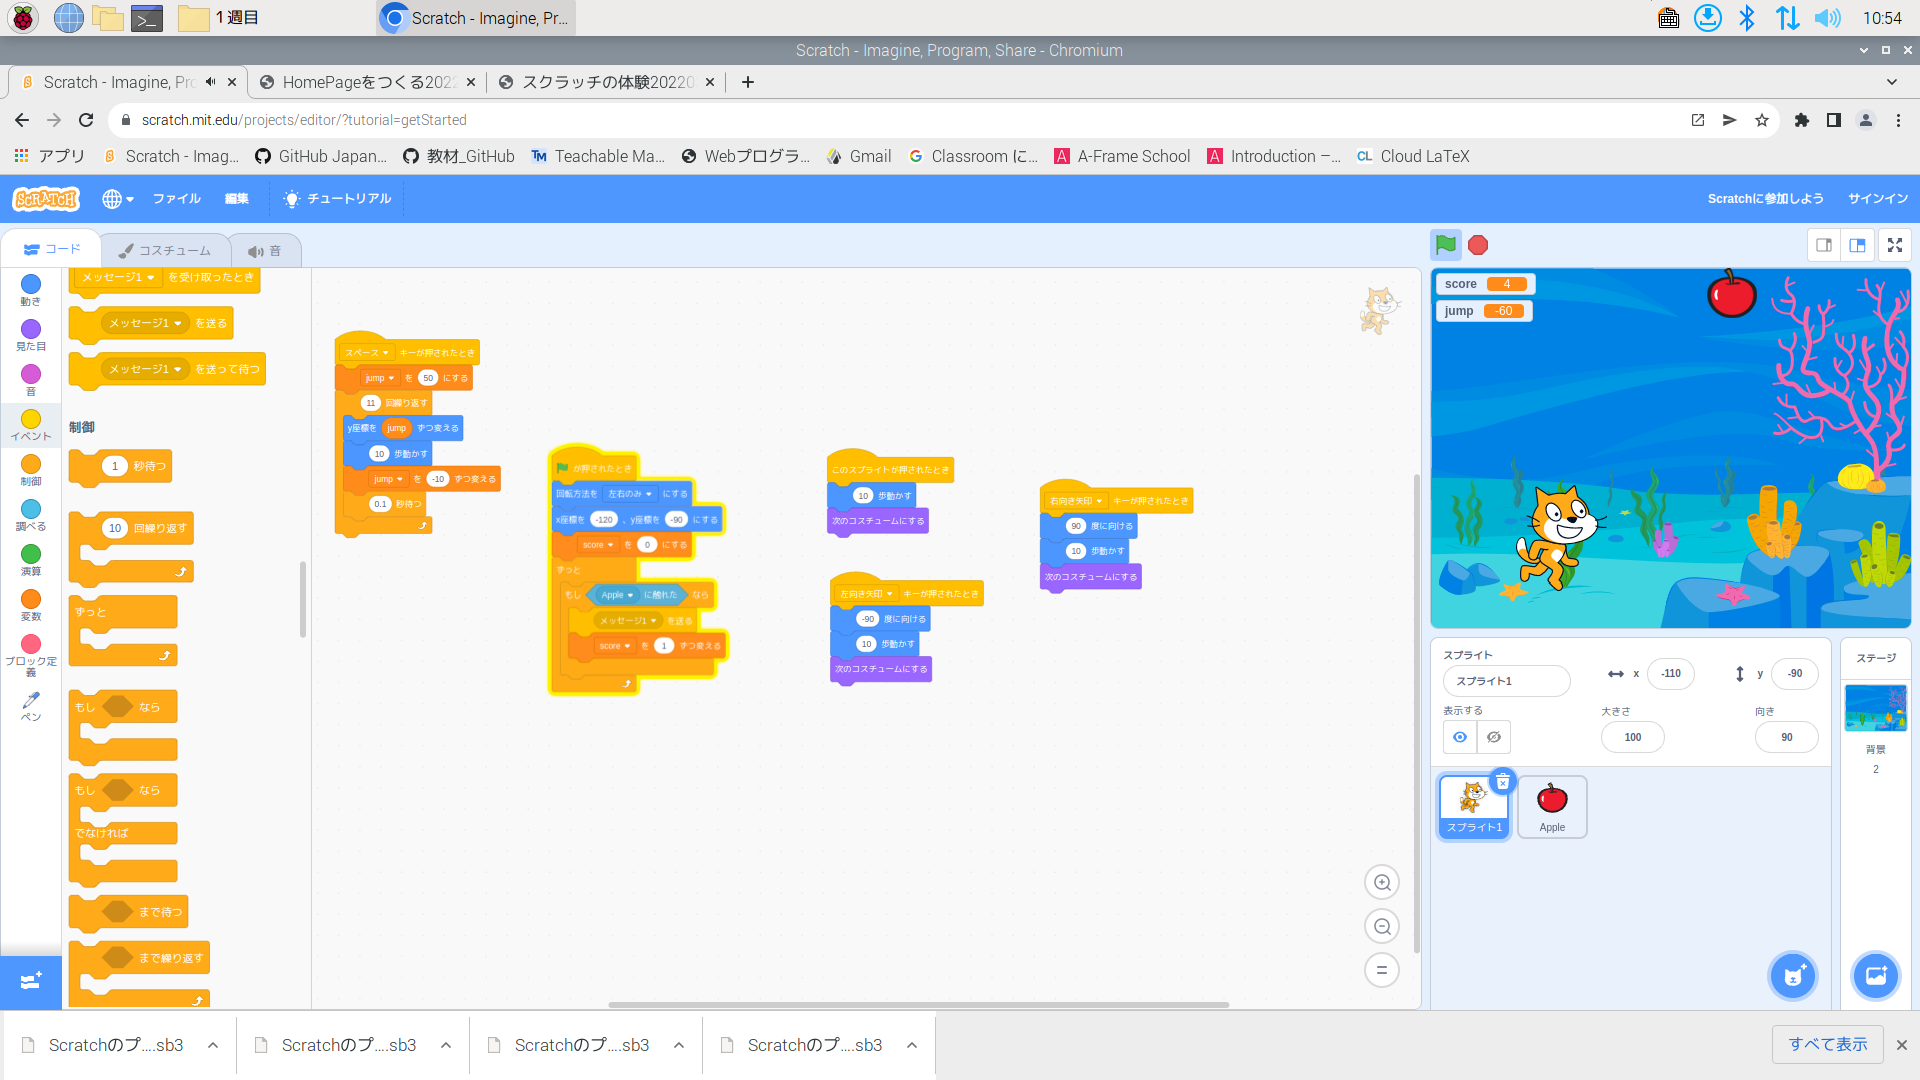 1 週目
Scratch - Imagine, Pr...
10:54
Scratch - Imagine, Program, Share - Chromium
Scratch - Imagine, Pro
HomePageをつくる202
スクラッチの体験20220
scratch.mit.edu/projects/editor/?tutorial=getStarted
アプリ
Scratch - Imag...
GitHub Japan...
教材_GitHub
Teachable Ma...
Webプログラ...
Gmail
Classroom に...
A-Frame School
Introduction –...
Cloud LaTeX
SCRATCH
ファイル
編集
チュートリアル
Scratchに参加しよう
サインイン
コード
コスチューム
音
動き
見た目
音
イベント
制御
調べる
演算
変数
ブロック定
義
ペン
メッセージ1 を受け取ったとき
メッセージ1 を送る
メッセージ1 を送って待つ
制御
1 秒待つ
10 回繰り返す
ずっと
もし なら
もし なら
でなければ
まで待つ
まで繰り返す
スペース キーが押されたとき
jump を 50 にする
11 回繰り返す
y座標を jump ずつ変える
10 歩動かす
jump を -10 ずつ変える
0.1 秒待つ
が押されたとき
回転方法を 左右のみ にする
x座標を -120 、y座標を -90 にする
score を 0 にする
ずっと
もし Apple に触れた なら
メッセージ1 を送る
score を 1 ずつ変える
このスプライトが押されたとき
10 歩動かす
次のコスチュームにする
左向き矢印 キーが押されたとき
-90 度に向ける
10 歩動かす
次のコスチュームにする
右向き矢印 キーが押されたとき
90 度に向ける
10 歩動かす
次のコスチュームにする
score 4
jump -60
スプライト
スプライト1
x -110
y -90
表示する
大きさ
100
向き
90
スプライト1
Apple
ステージ
背景
2
Scratchのプ....sb3
Scratchのプ....sb3
Scratchのプ....sb3
Scratchのプ....sb3
すべて表示